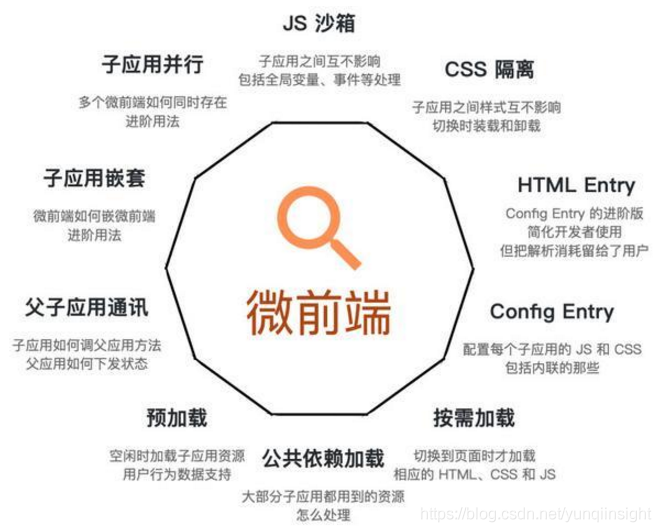 JS 沙箱
子应用之间互不影响
包括全局变量、事件等处理
CSS 隔离
子应用之间样式互不影响
切换时装载和卸载
HTML Entry
Config Entry 的进阶版
简化开发者使用
但把解析消耗留给了用户
Config Entry
配置每个子应用的 JS 和 CSS
包括内联的那些
按需加载
切换到页面时才加载
相应的 HTML、CSS 和 JS
公共依赖加载
大部分子应用都用到的资源
怎么处理
预加载
空闲时加载子应用资源
用户行为数据支持
父子应用通讯
子应用如何调父应用方法
父应用如何下发状态
子应用嵌套
微前端如何嵌微前端
进阶用法
子应用并行
多个微前端如何同时存在
进阶用法
微前端
https://blog.csdn.net/yunqiinsight